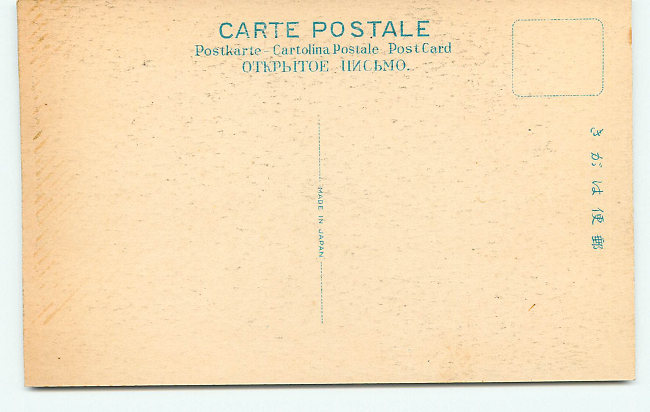 CARTE POSTALE
Postkarte - Cartolina Postale Post Card
ОТКРЫТОЕ ПИСЬМО.
MADE IN JAPAN
きがは便郵